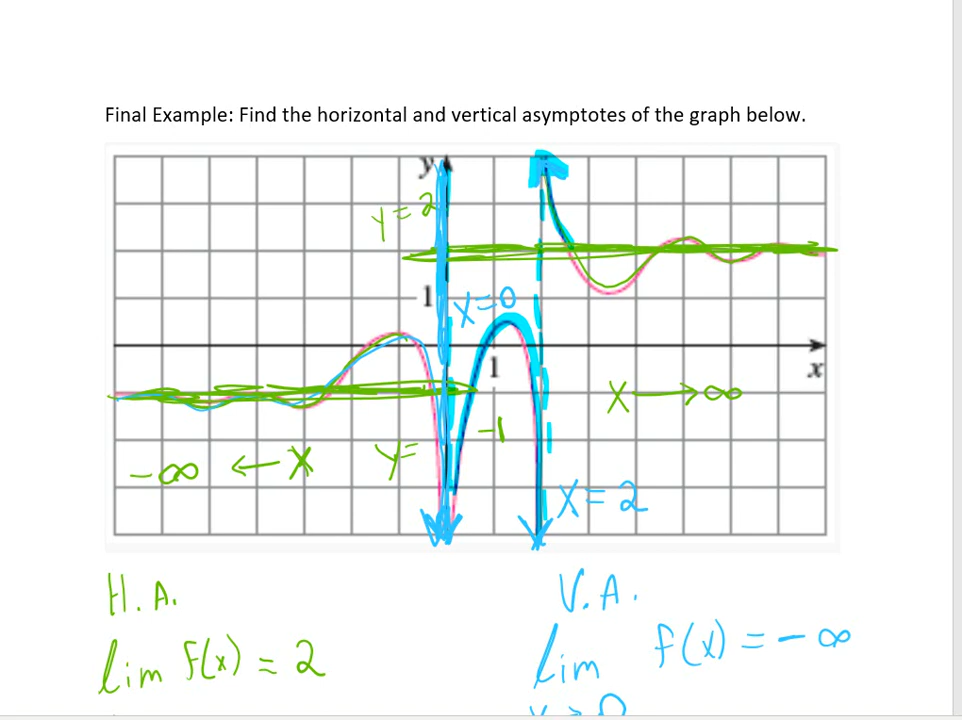 Final Example: Find the horizontal and vertical asymptotes of the graph below.
y
y = 2
1
x=0
1
x
x → ∞
-1
-∞ ← x
y=
x = 2
H.A.
V.A.
lim f(x) = 2
lim f(x) = - ∞
x → 0